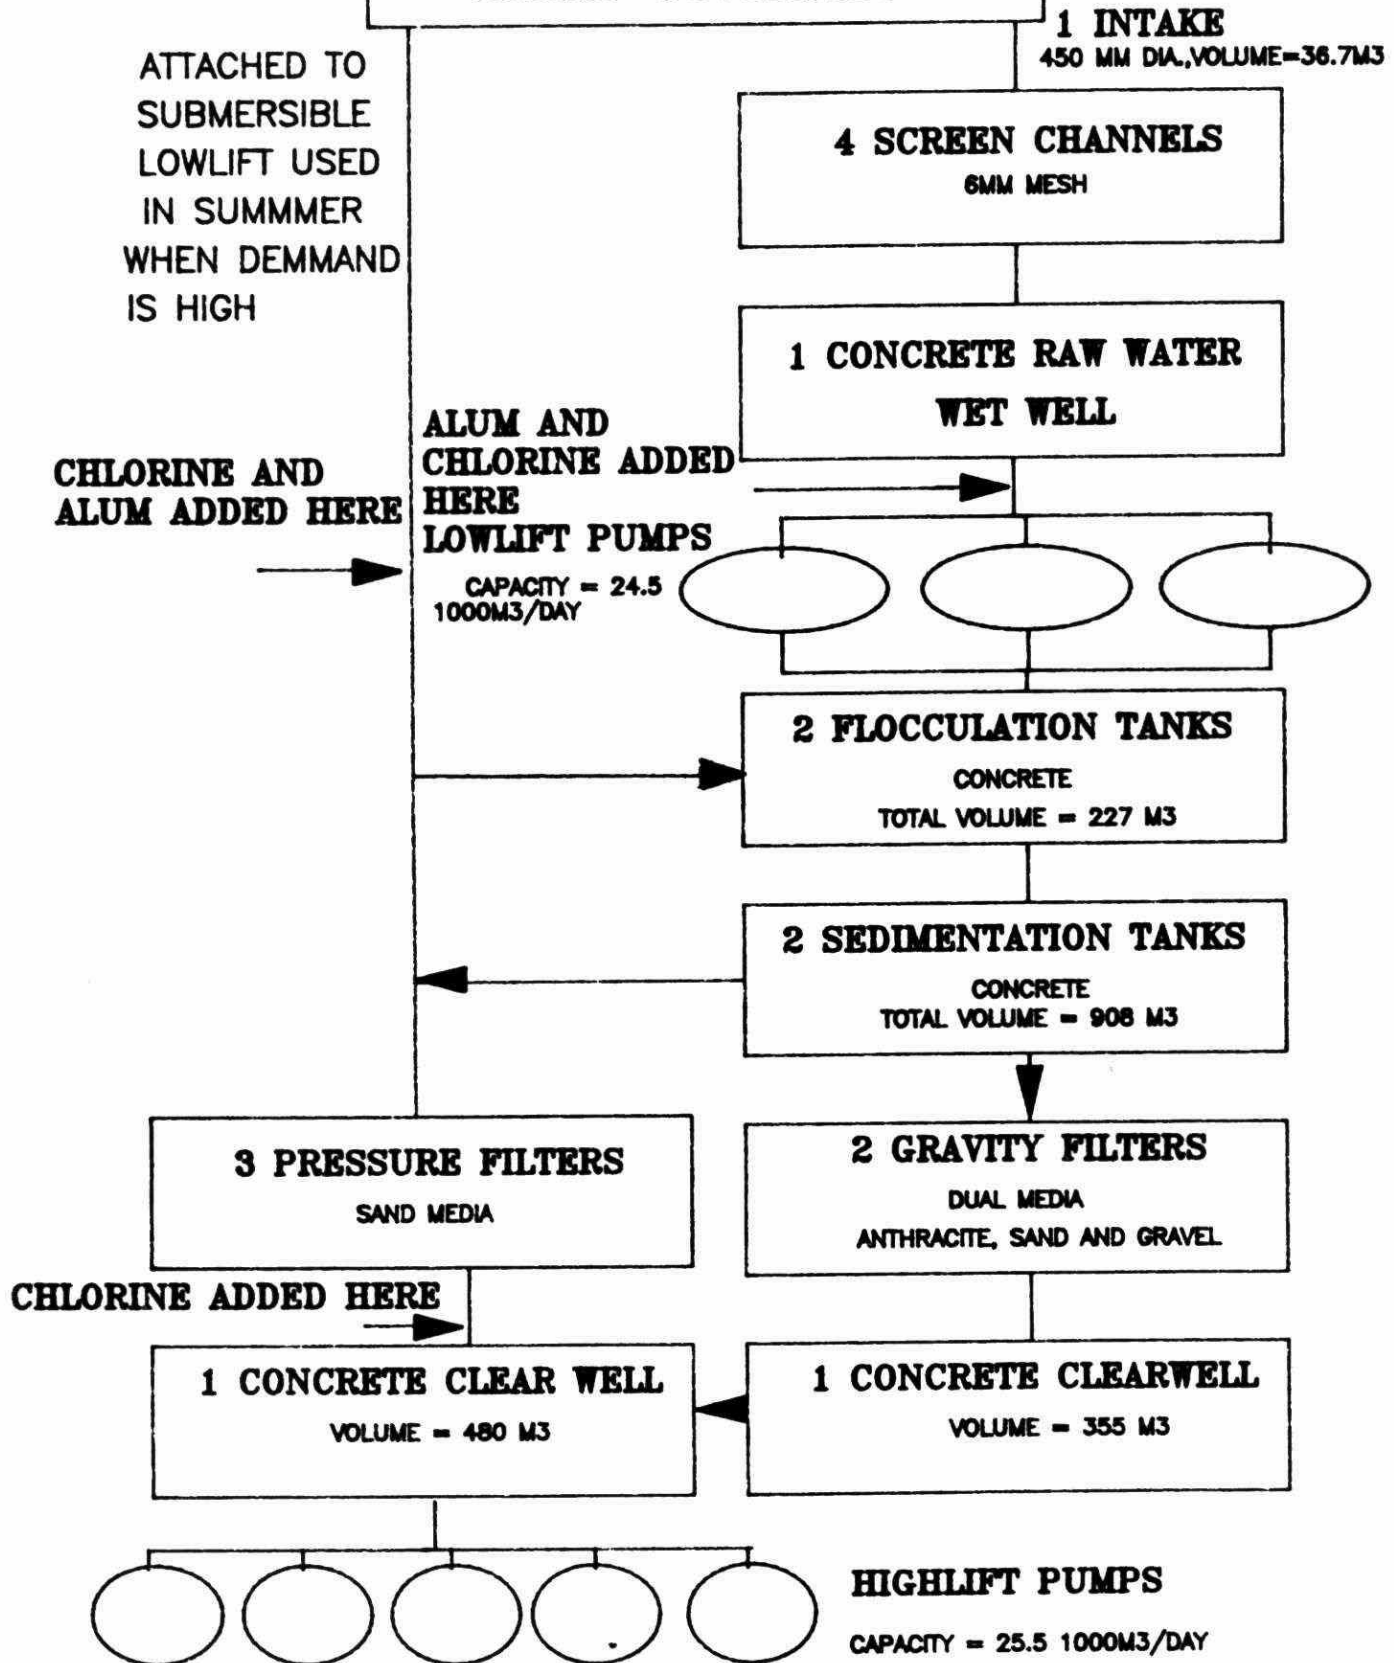 1 INTAKE
450 MM DIA.,VOLUME=36.7M3
ATTACHED TO
SUBMERSIBLE
LOWLIFT USED
IN SUMMMER
WHEN DEMMAND
IS HIGH
4 SCREEN CHANNELS
6MM MESH
1 CONCRETE RAW WATER
WET WELL
CHLORINE AND
ALUM ADDED HERE
ALUM AND
CHLORINE ADDED
HERE
LOWLIFT PUMPS
CAPACITY = 24.5
1000M3/DAY
2 FLOCCULATION TANKS
CONCRETE
TOTAL VOLUME = 227 M3
2 SEDIMENTATION TANKS
CONCRETE
TOTAL VOLUME = 908 M3
3 PRESSURE FILTERS
SAND MEDIA
2 GRAVITY FILTERS
DUAL MEDIA
ANTHRACITE, SAND AND GRAVEL
CHLORINE ADDED HERE
1 CONCRETE CLEAR WELL
VOLUME = 480 M3
1 CONCRETE CLEARWELL
VOLUME = 355 M3
HIGHLIFT PUMPS
CAPACITY = 25.5 1000M3/DAY